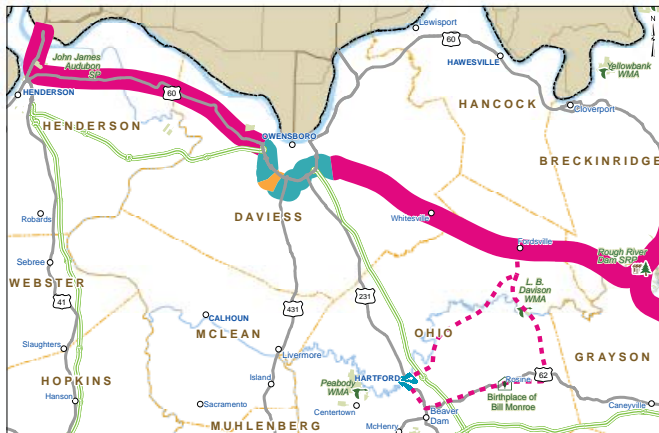 N
Lewisport
60
John James
Audubon
SP
HAWESVILLE
Yellowbank
WMA
HENDERSON
60
HANCOCK
Cloverport
HENDERSON
OWENSBORO
BRECKINRIDGE
Robards
DAVIESS
Whitesville
Fordsville
Rough River
Dam SRP
Sebree
WEBSTER
L. B.
Davison
WMA
41
CALHOUN
431
231
MCLEAN
OHIO
Slaughters
Livermore
GRAYSON
HOPKINS
Island
HARTFORD
Rosine
62
Peabody
WMA
Birthplace of
Bill Monroe
Hanson
Sacramento
Centertown
Beaver
Dam
Caneyville
MUHLENBERG
McHenry